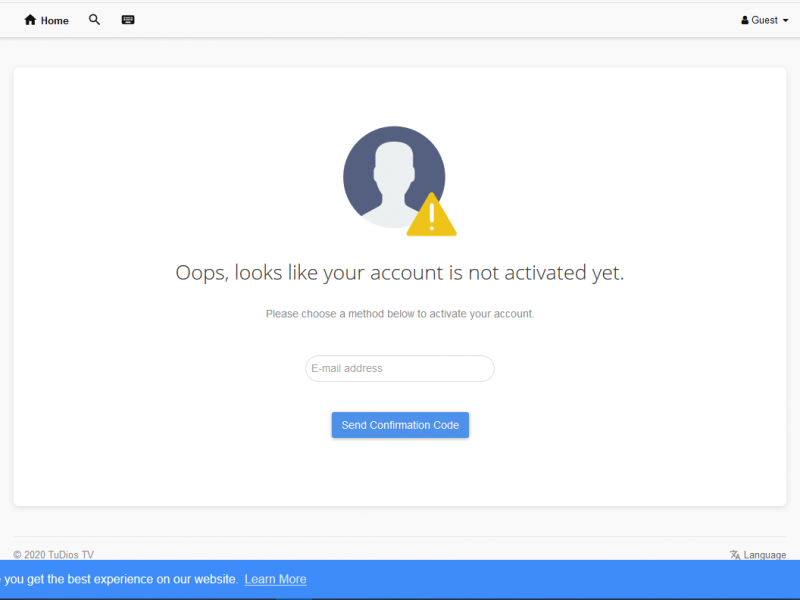 Home
Guest
Oops, looks like your account is not activated yet.
Please choose a method below to activate your account.
E-mail address
Send Confirmation Code
© 2020 TuDios TV
Language
you get the best experience on our website. Learn More